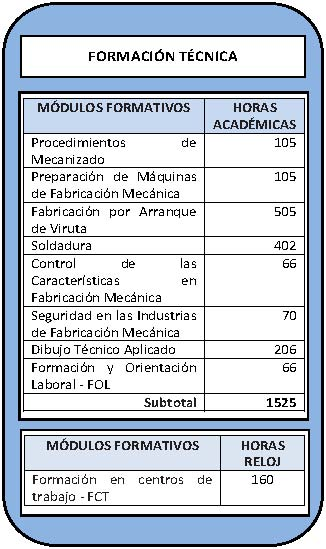 FORMACIÓN TÉCNICA
MÓDULOS FORMATIVOS HORAS
ACADÉMICAS
Procedimientos de 105
Mecanizado
Preparación de Máquinas 105
de Fabricación Mecánica
Fabricación por Arranque 505
de Viruta
Soldadura 402
Control de las 66
Características en
Fabricación Mecánica
Seguridad en las Industrias 70
de Fabricación Mecánica
Dibujo Técnico Aplicado 206
Formación y Orientación 66
Laboral - FOL
Subtotal 1525
MÓDULOS FORMATIVOS HORAS
RELOJ
Formación en centros de 160
trabajo - FCT